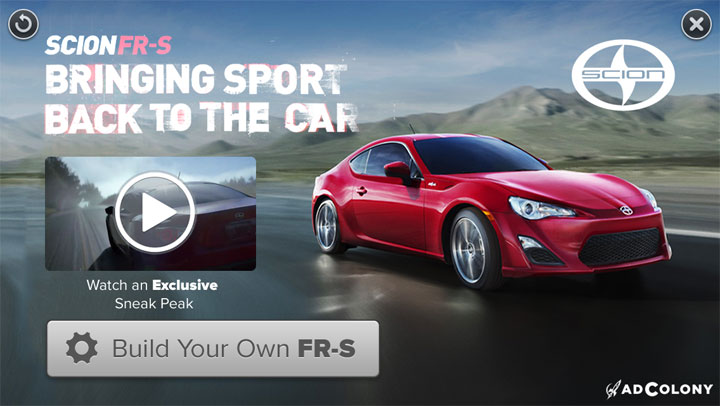 SCION FR-S
BRINGING SPORT
BACK TO THE CAR
SCION
Watch an Exclusive
Sneak Peak
Build Your Own FR-S
ADCOLONY